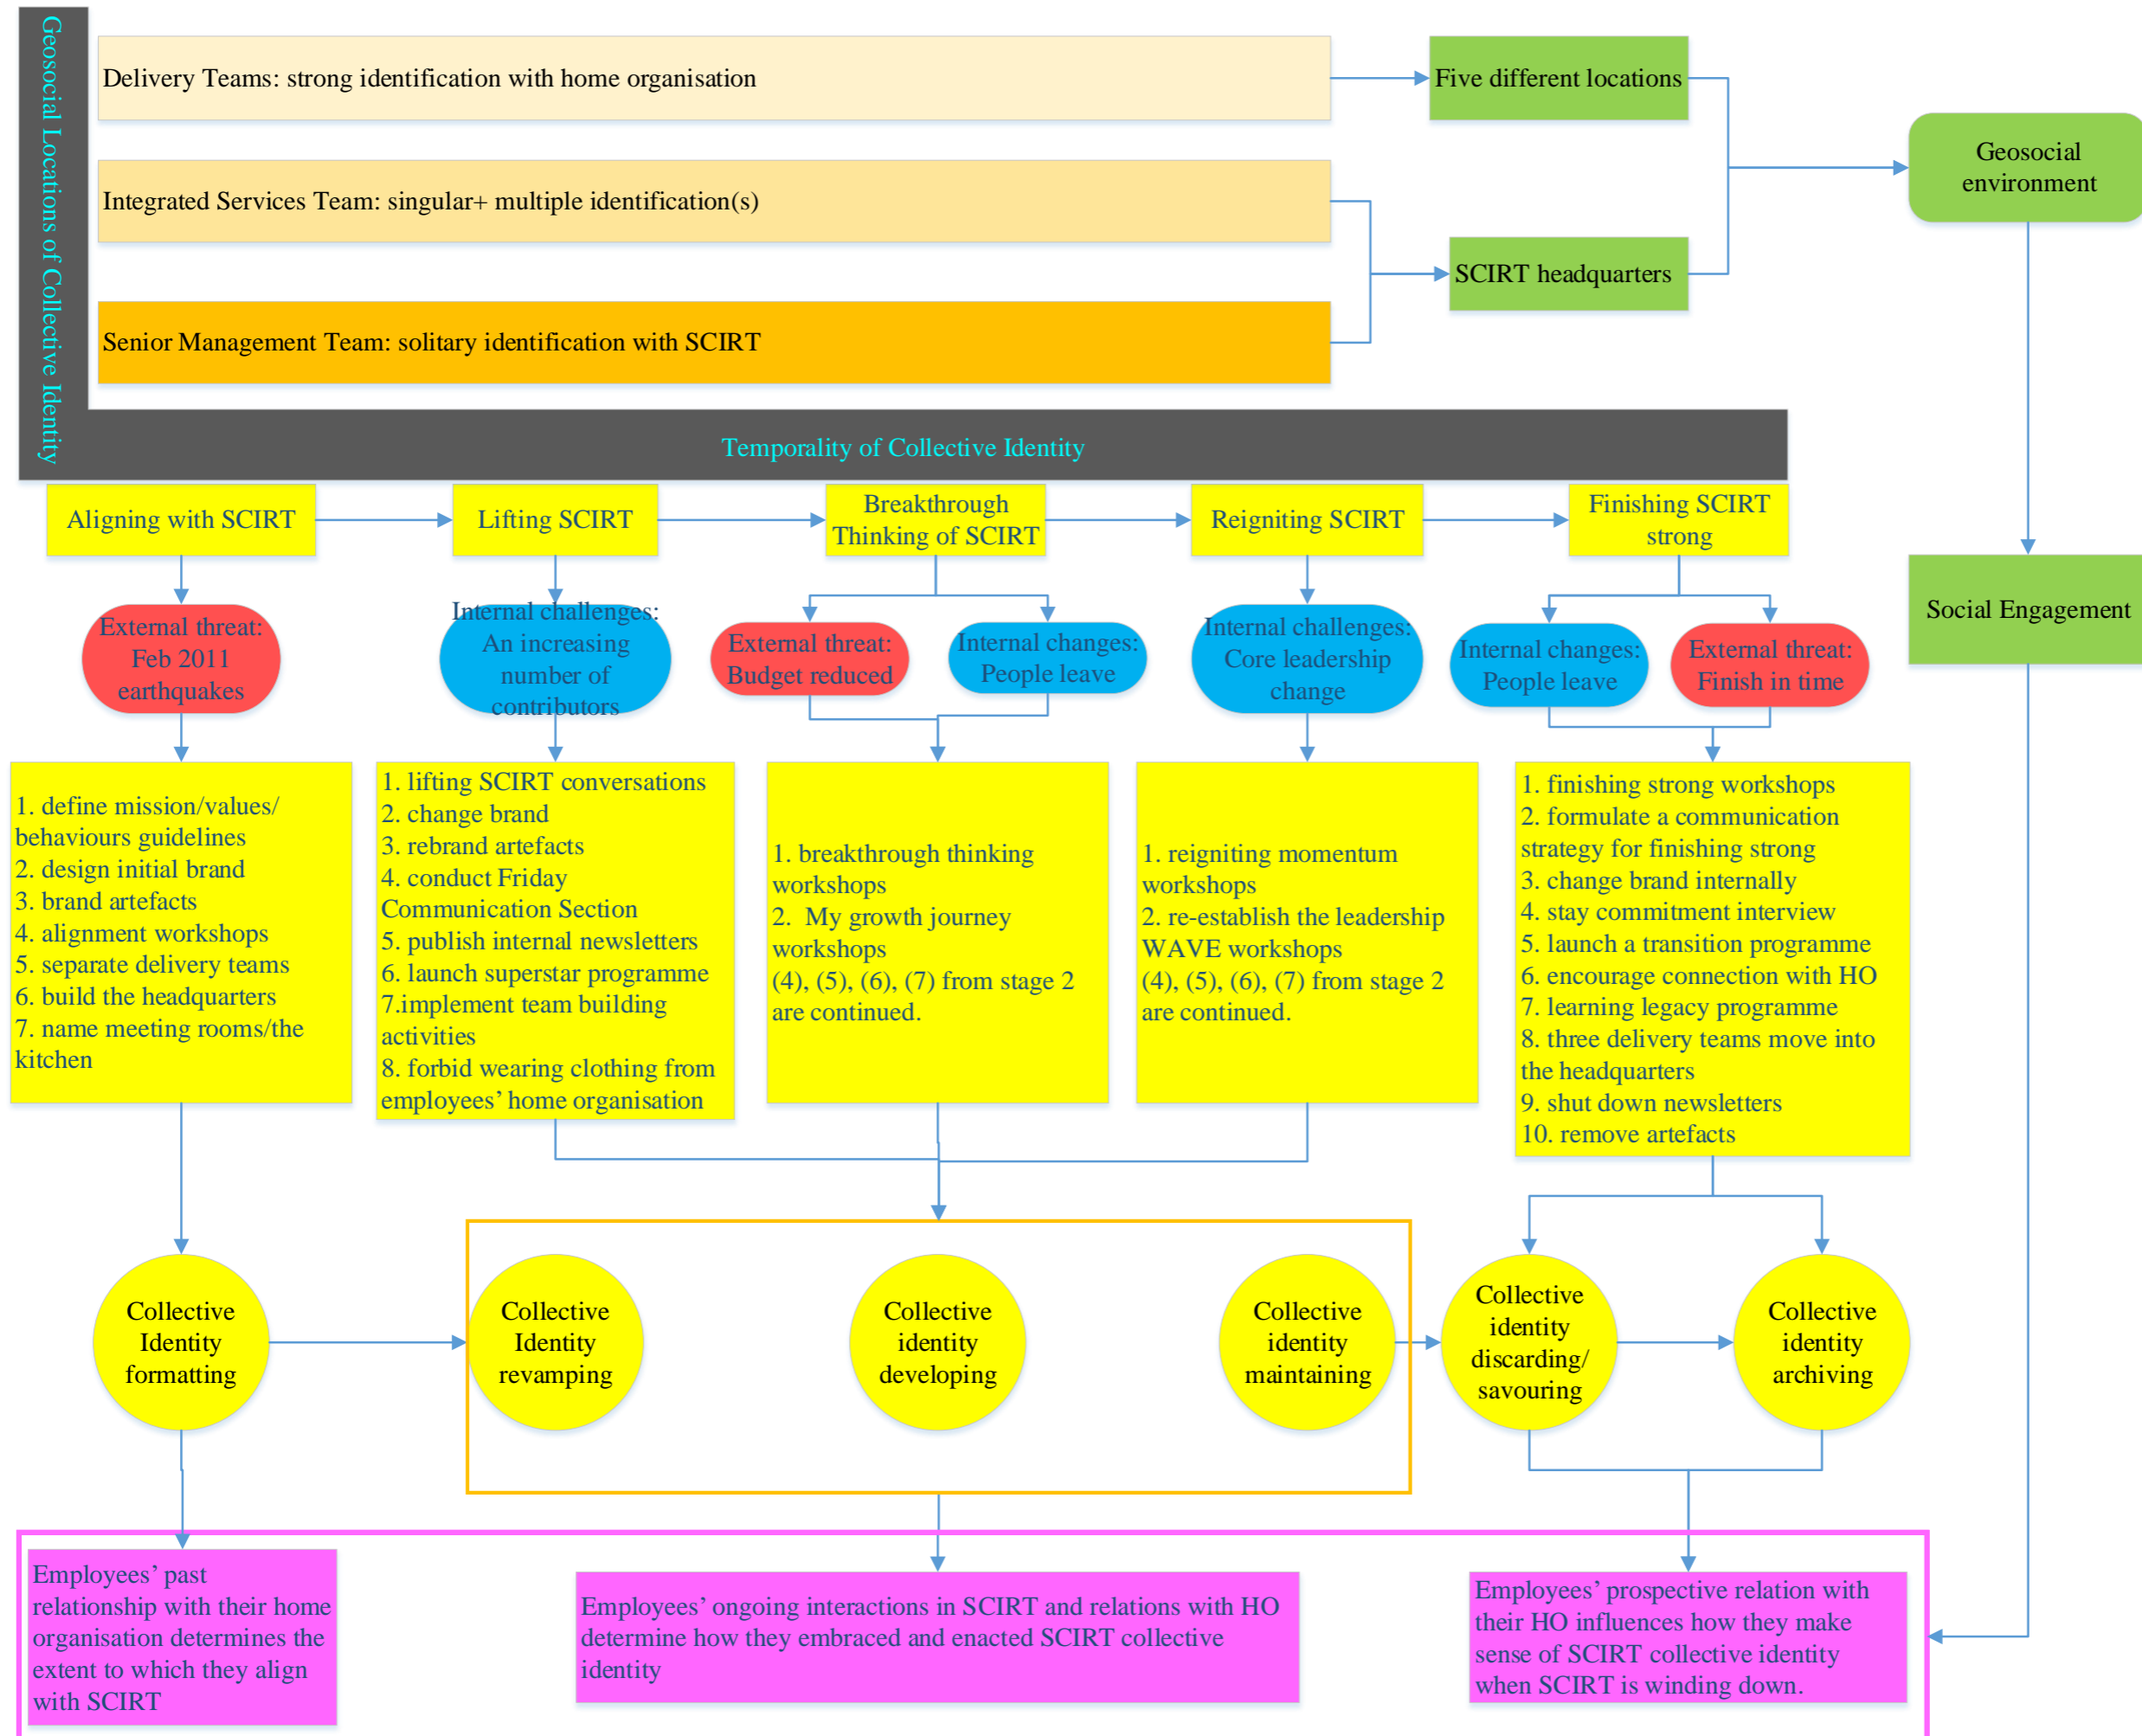 Geosocial Locations of Collective Identity
Delivery Teams: strong identification with home organisation
Five different locations
Geosocial
environment
Integrated Services Team: singular+ multiple identification(s)
SCIRT headquarters
Senior Management Team: solitary identification with SCIRT
Temporality of Collective Identity
Aligning with SCIRT
Lifting SCIRT
Breakthrough
Thinking of SCIRT
Reigniting SCIRT
Finishing SCIRT
strong
Social Engagement
External threat:
Feb 2011
earthquakes
Internal challenges:
An increasing
number of
contributors
External threat:
Budget reduced
Internal changes:
People leave
Internal challenges:
Core leadership
change
Internal changes:
People leave
External threat:
Finish in time
1. define mission/values/
behaviours guidelines
2. design initial brand
3. brand artefacts
4. alignment workshops
5. separate delivery teams
6. build the headquarters
7. name meeting rooms/the
kitchen
1. lifting SCIRT conversations
2. change brand
3. rebrand artefacts
4. conduct Friday
Communication Section
5. publish internal newsletters
6. launch superstar programme
7.implement team building
activities
8. forbid wearing clothing from
employees’ home organisation
1. breakthrough thinking
workshops
2.  My growth journey
workshops
(4), (5), (6), (7) from stage 2
are continued.
1. reigniting momentum
workshops
2. re-establish the leadership
WAVE workshops
(4), (5), (6), (7) from stage 2
are continued.
1. finishing strong workshops
2. formulate a communication
strategy for finishing strong
3. change brand internally
4. stay commitment interview
5. launch a transition programme
6. encourage connection with HO
7. learning legacy programme
8. three delivery teams move into
the headquarters
9. shut down newsletters
10. remove artefacts
Collective
Identity
formatting
Collective
Identity
revamping
Collective
identity
developing
Collective
identity
maintaining
Collective
identity
discarding/
savouring
Collective
identity
archiving
Employees’ past
relationship with their home
organisation determines the
extent to which they align
with SCIRT
Employees’ ongoing interactions in SCIRT and relations with HO
determine how they embraced and enacted SCIRT collective
identity
Employees’ prospective relation with
their HO influences how they make
sense of SCIRT collective identity
when SCIRT is winding down.